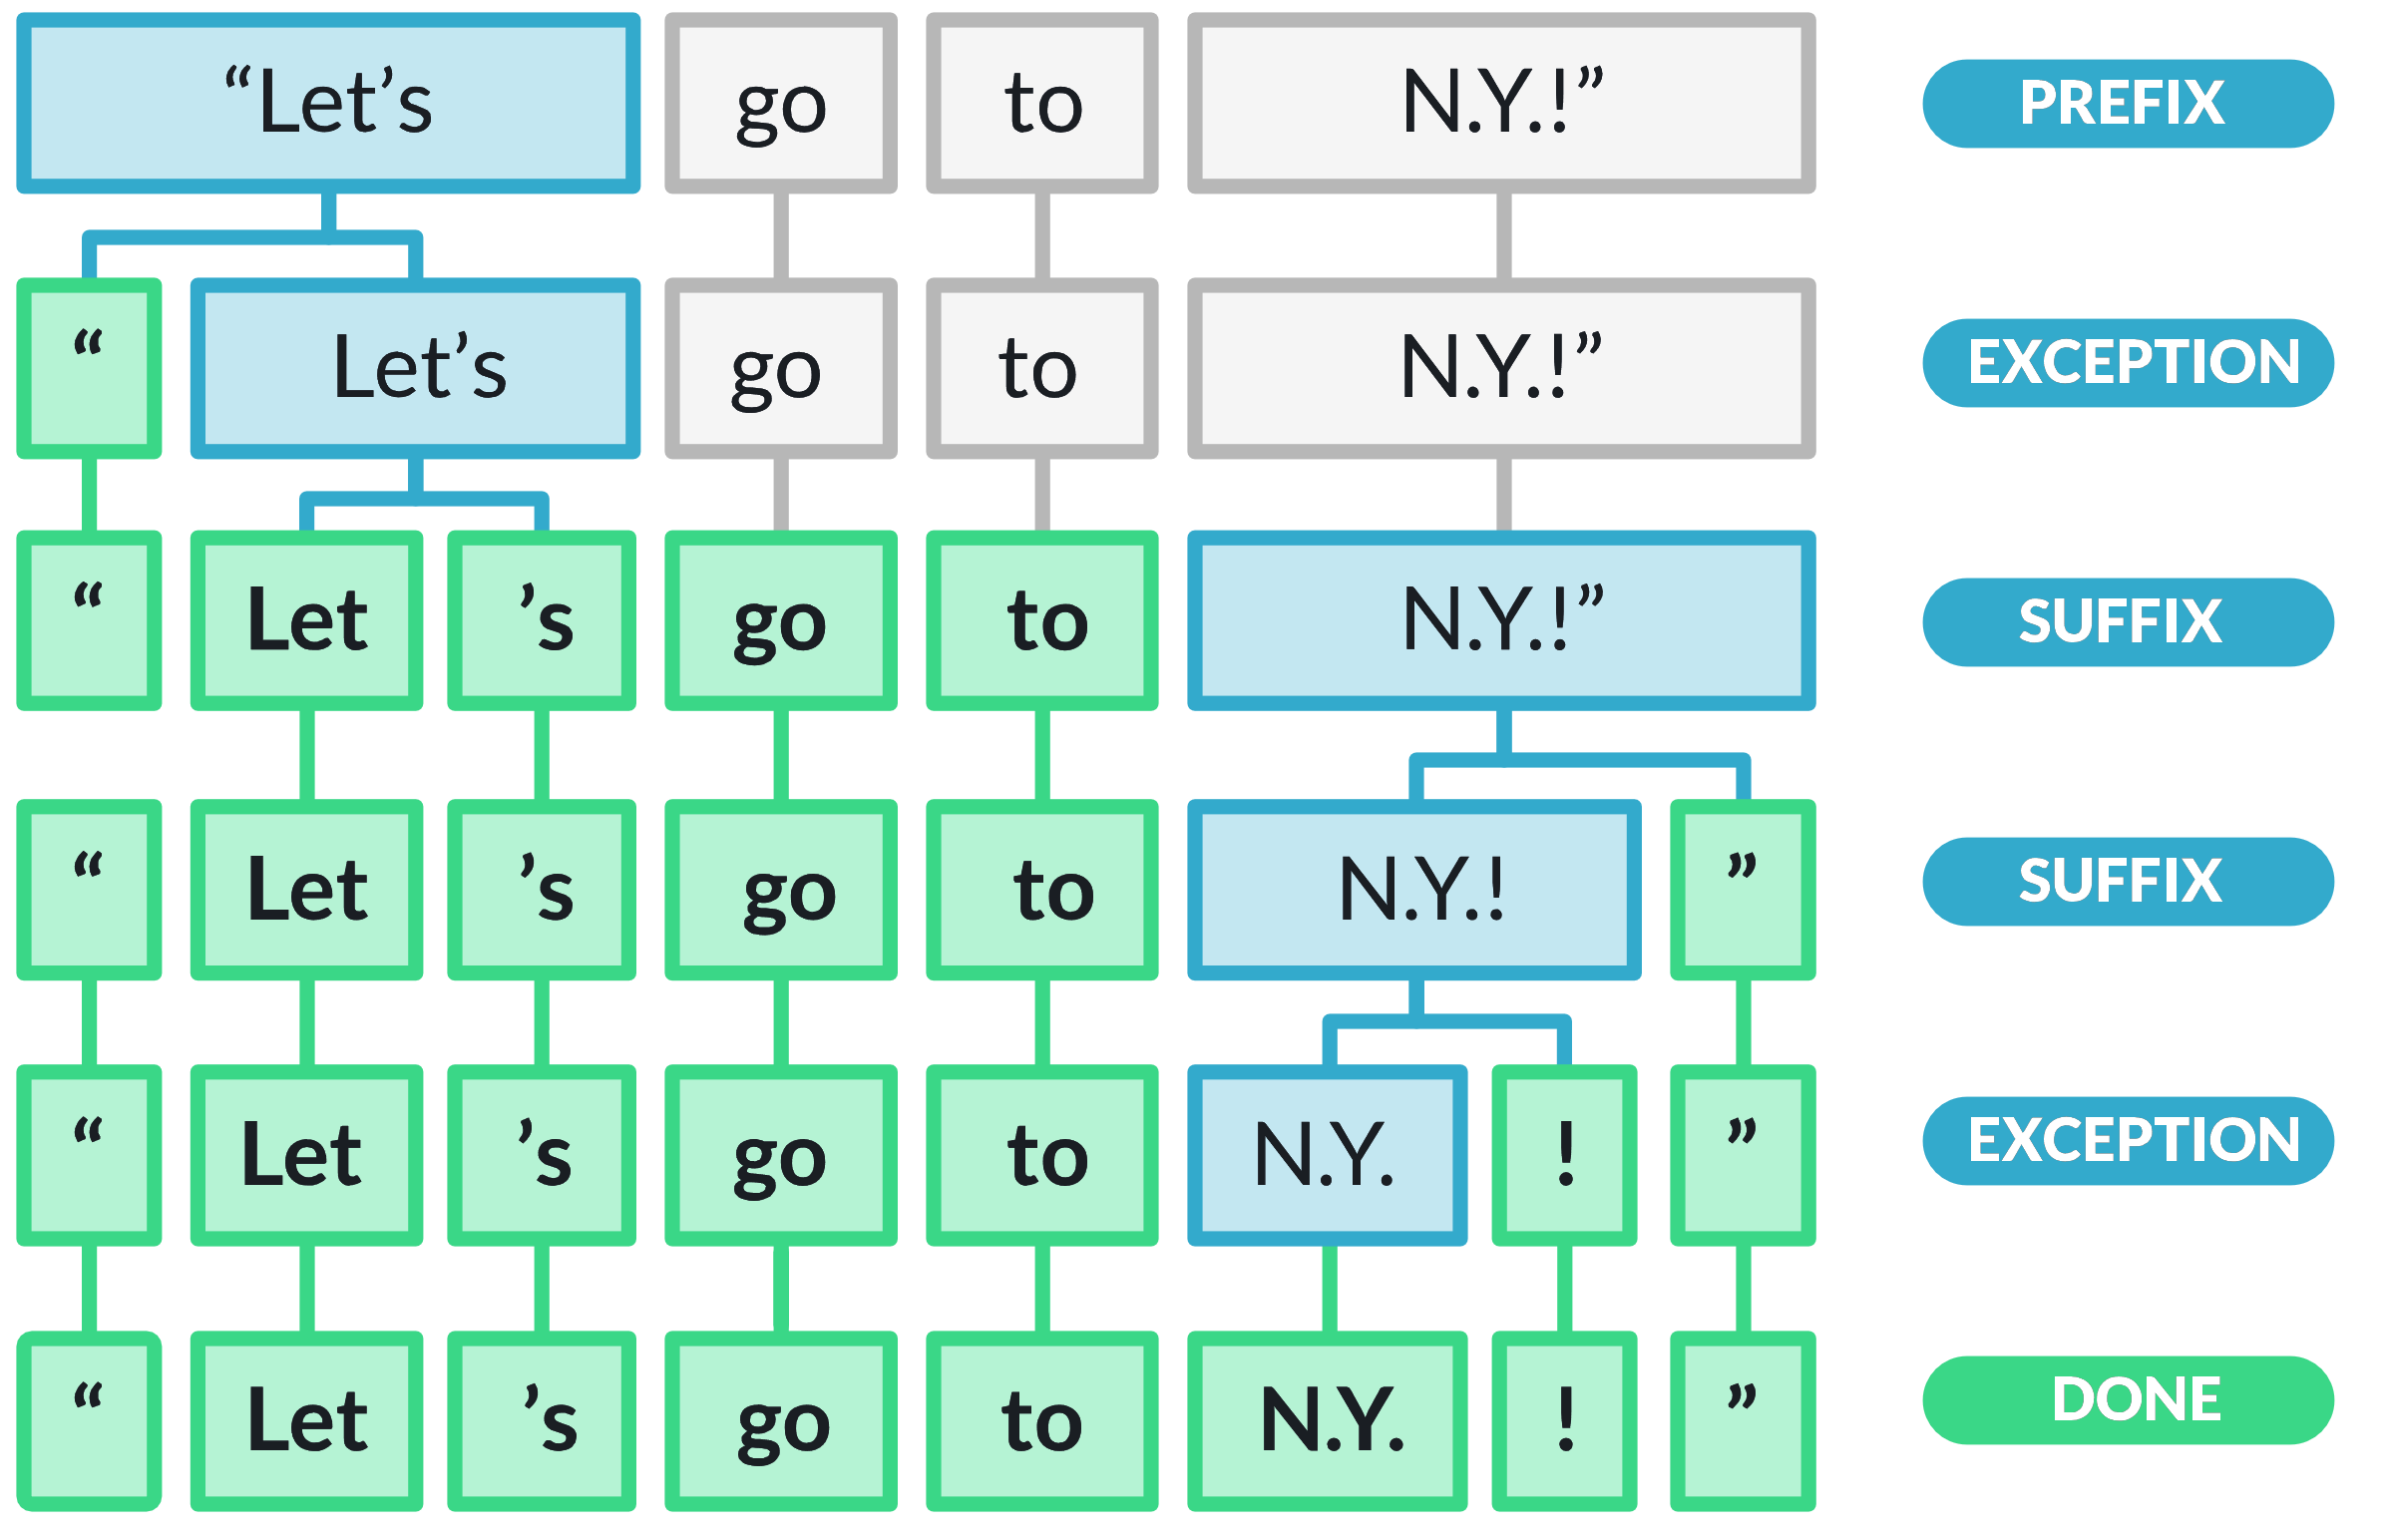 “Let’s go to N.Y.!” PREFIX
“ Let’s go to N.Y.!” EXCEPTION
“ Let ’s go to N.Y.!” SUFFIX
“ Let ’s go to N.Y.! ” SUFFIX
“ Let ’s go to N.Y. ! ” EXCEPTION
“ Let ’s go to N.Y. ! ” DONE